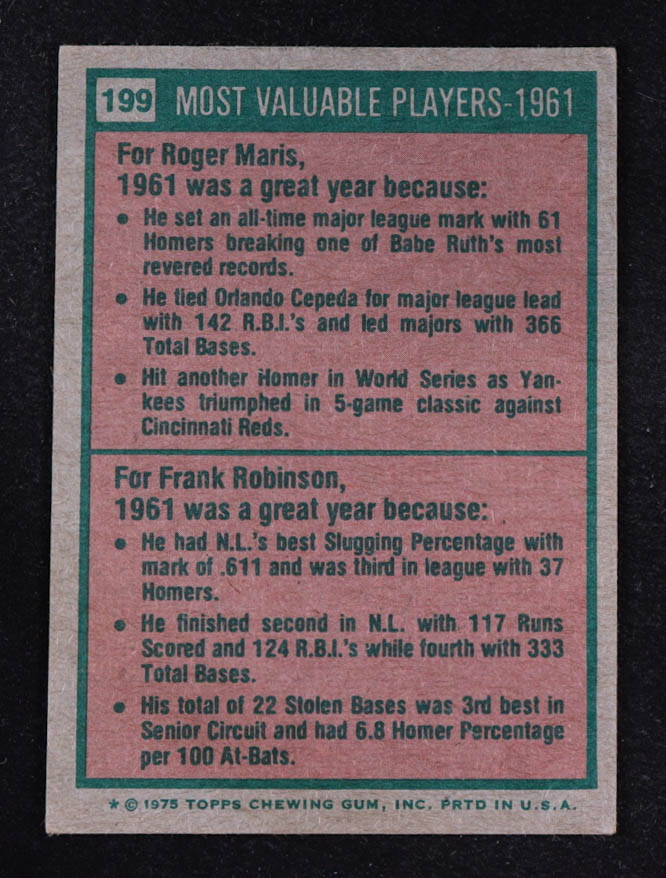 199 MOST VALUABLE PLAYERS-1961
For Roger Maris,
1961 was a great year because:
● He set an all-time major league mark with 61
Homers breaking one of Babe Ruth's most
revered records.
● He tied Orlando Cepeda for major league lead
with 142 R.B.I.'s and led majors with 366
Total Bases.
● Hit another Homer in World Series as Yan-
kees triumphed in 5-game classic against
Cincinnati Reds.
For Frank Robinson,
1961 was a great year because:
● He had N.L.'s best Slugging Percentage with
mark of .611 and was third in league with 37
Homers.
● He finished second in N.L. with 117 Runs
Scored and 124 R.B.I.'s while fourth with 333
Total Bases.
● His total of 22 Stolen Bases was 3rd best in
Senior Circuit and had 6.8 Homer Percentage
per 100 At-Bats.
* © 1975 TOPPS CHEWING GUM, INC. PRTD IN U.S.A.